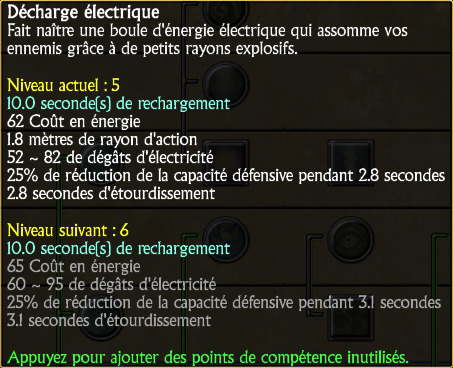 Décharge électrique
Fait naître une boule d'énergie électrique qui assomme vos
ennemis grâce à de petits rayons explosifs.
Niveau actuel : 5
10.0 seconde(s) de rechargement
62 Coût en énergie
1.8 mètres de rayon d'action
52 ~ 82 de dégâts d'électricité
25% de réduction de la capacité défensive pendant 2.8 secondes
2.8 secondes d'étourdissement
Niveau suivant : 6
10.0 seconde(s) de rechargement
65 Coût en énergie
60 ~ 95 de dégâts d'électricité
25% de réduction de la capacité défensive pendant 3.1 secondes
3.1 secondes d'étourdissement
Appuyez pour ajouter des points de compétence inutilisés.